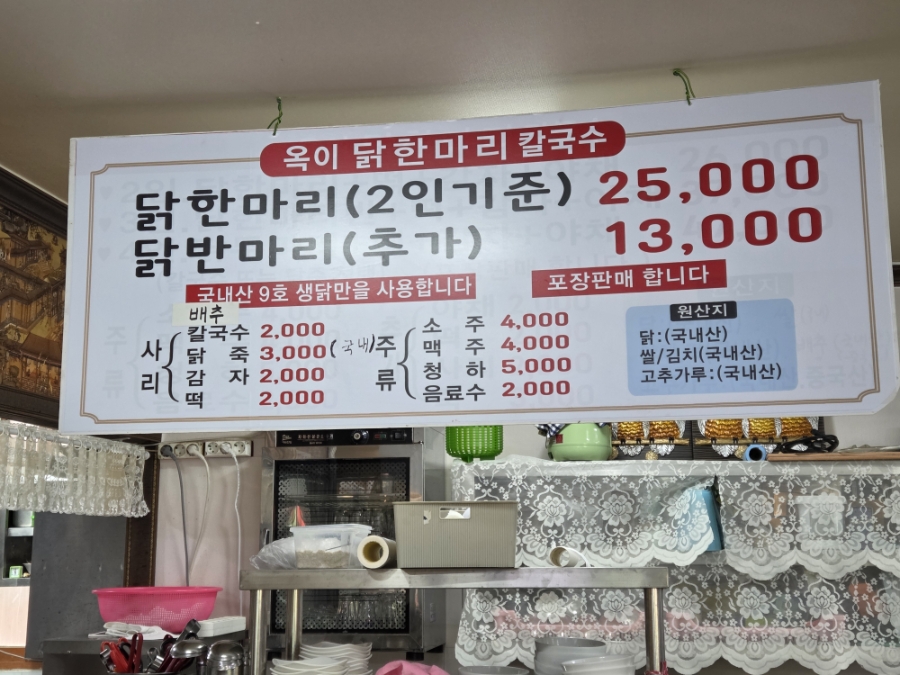 옥이 닭한마리 칼국수
닭한마리(2인기준) 25,000
닭반마리(추가) 13,000
국내산 9호 생닭만을 사용합니다
포장판매 합니다
배추
사리
칼국수 2,000
닭죽 3,000 (국내)
감자 2,000
떡 2,000
주류
소주 4,000
맥주 4,000
청하 5,000
음료수 2,000
원산지
닭:(국내산)
쌀/김치(국내산)
고추가루:(국내산)